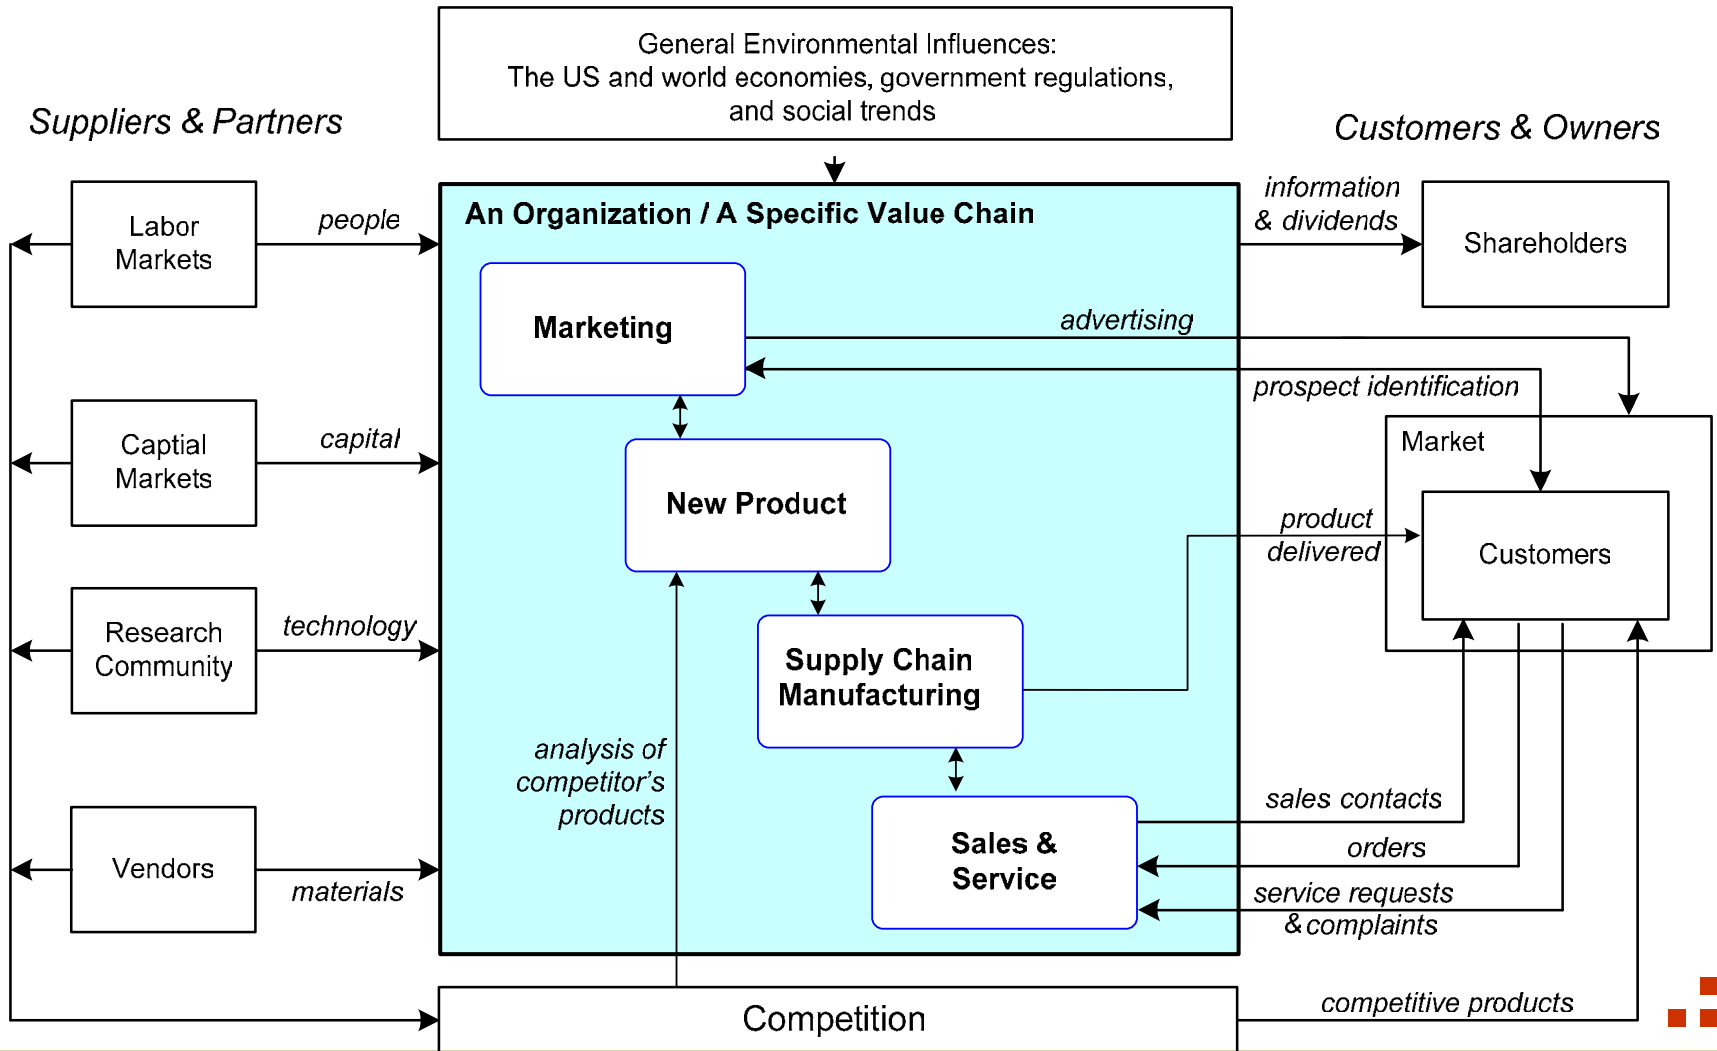 General Environmental Influences:
The US and world economies, government regulations,
and social trends
Suppliers & Partners
Customers & Owners
Labor
Markets
people
An Organization / A Specific Value Chain
information
& dividends
Shareholders
Marketing
advertising
prospect identification
Captial
Markets
capital
Market
New Product
product
delivered
Customers
Research
Community
technology
Supply Chain
Manufacturing
analysis of
competitor's
products
Vendors
materials
Sales &
Service
sales contacts
orders
service requests
& complaints
Competition
competitive products